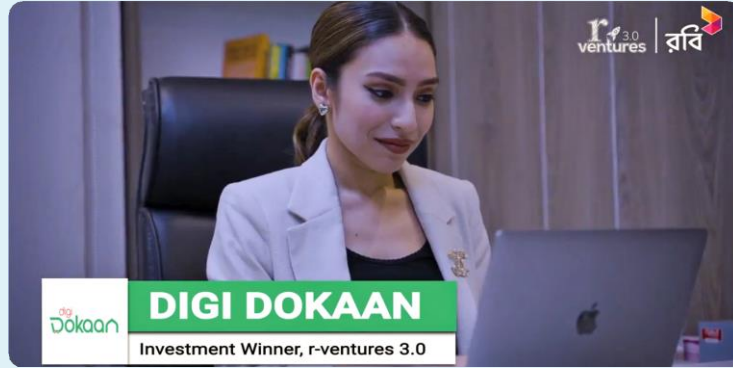 r 3.0
ventures
রবি
digi
Dokaan
DIGI DOKAAN
Investment Winner, r-ventures 3.0